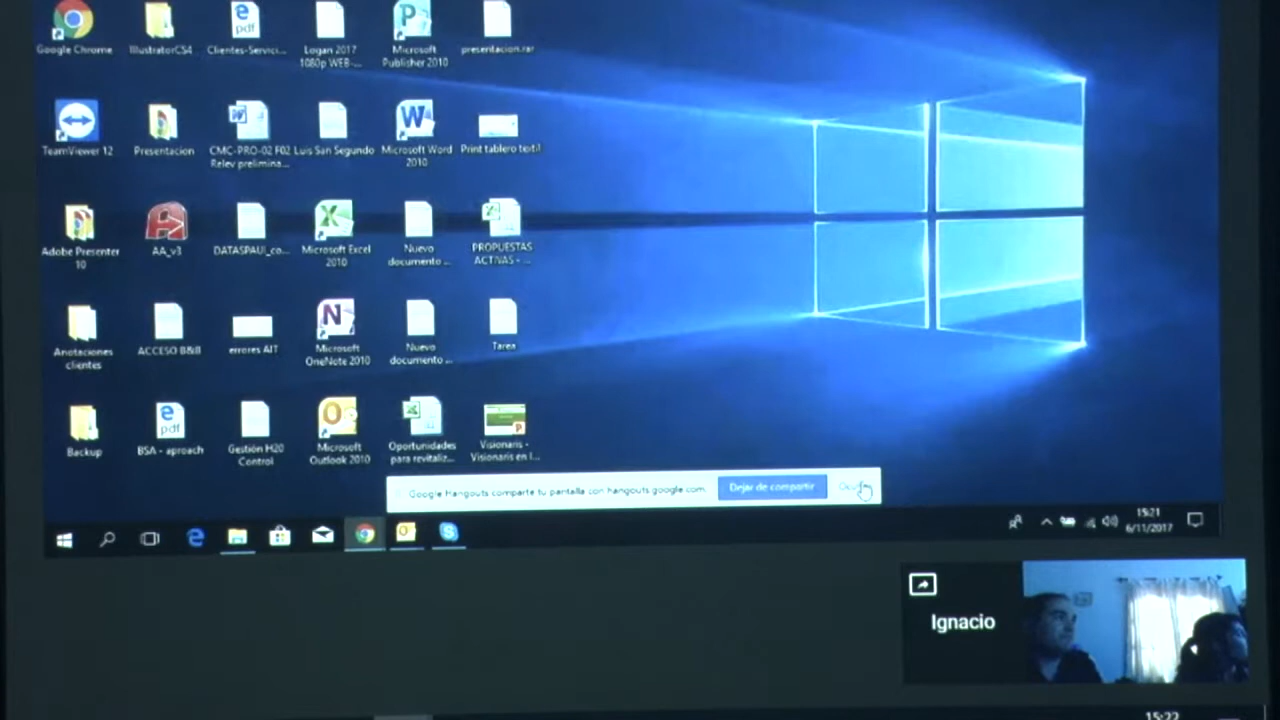 Google Chrome
IllustratorCS4
Clientes-Servici...
Logan 2017
1080p WEB-...
Microsoft
Publisher 2010
presentacion.rar
TeamViewer 12
Presentacion
CMC-PRO-02 F02
Relev prelimina...
Luis San Segundo
Microsoft Word
2010
Print tablero textil
Adobe Presenter
10
AA_v3
DATASPAUI_co...
Microsoft Excel
2010
Nuevo
documento ...
PROPUESTAS
ACTIVAS - ...
Anotaciones
clientes
ACCESO B&B
errores AIT
Microsoft
OneNote 2010
Nuevo
documento ...
Tarea
Backup
BSA - aproach
Gestión H20
Control
Microsoft
Outlook 2010
Oportunidades
para revitaliz...
Visionaris -
Visionaris en l...
Google Hangouts comparte tu pantalla con hangouts.google.com.
Dejar de compartir
15:21
6/11/2017
Ignacio
15:22